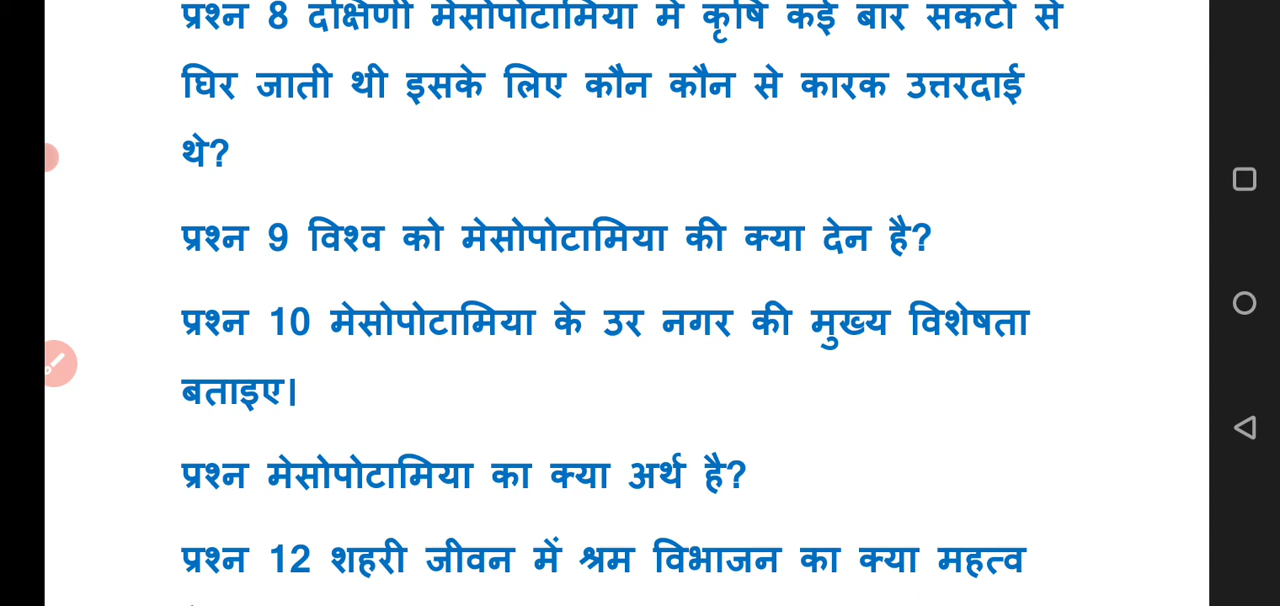 प्रश्न 8 दक्षिणी मेसोपोटामिया में कृषि कई बार संकटों से
घिर जाती थी इसके लिए कौन कौन से कारक उत्तरदाई
थे?
प्रश्न 9 विश्व को मेसोपोटामिया की क्या देन है?
प्रश्न 10 मेसोपोटामिया के उर नगर की मुख्य विशेषता
बताइए।
प्रश्न मेसोपोटामिया का क्या अर्थ है?
प्रश्न 12 शहरी जीवन में श्रम विभाजन का क्या महत्व